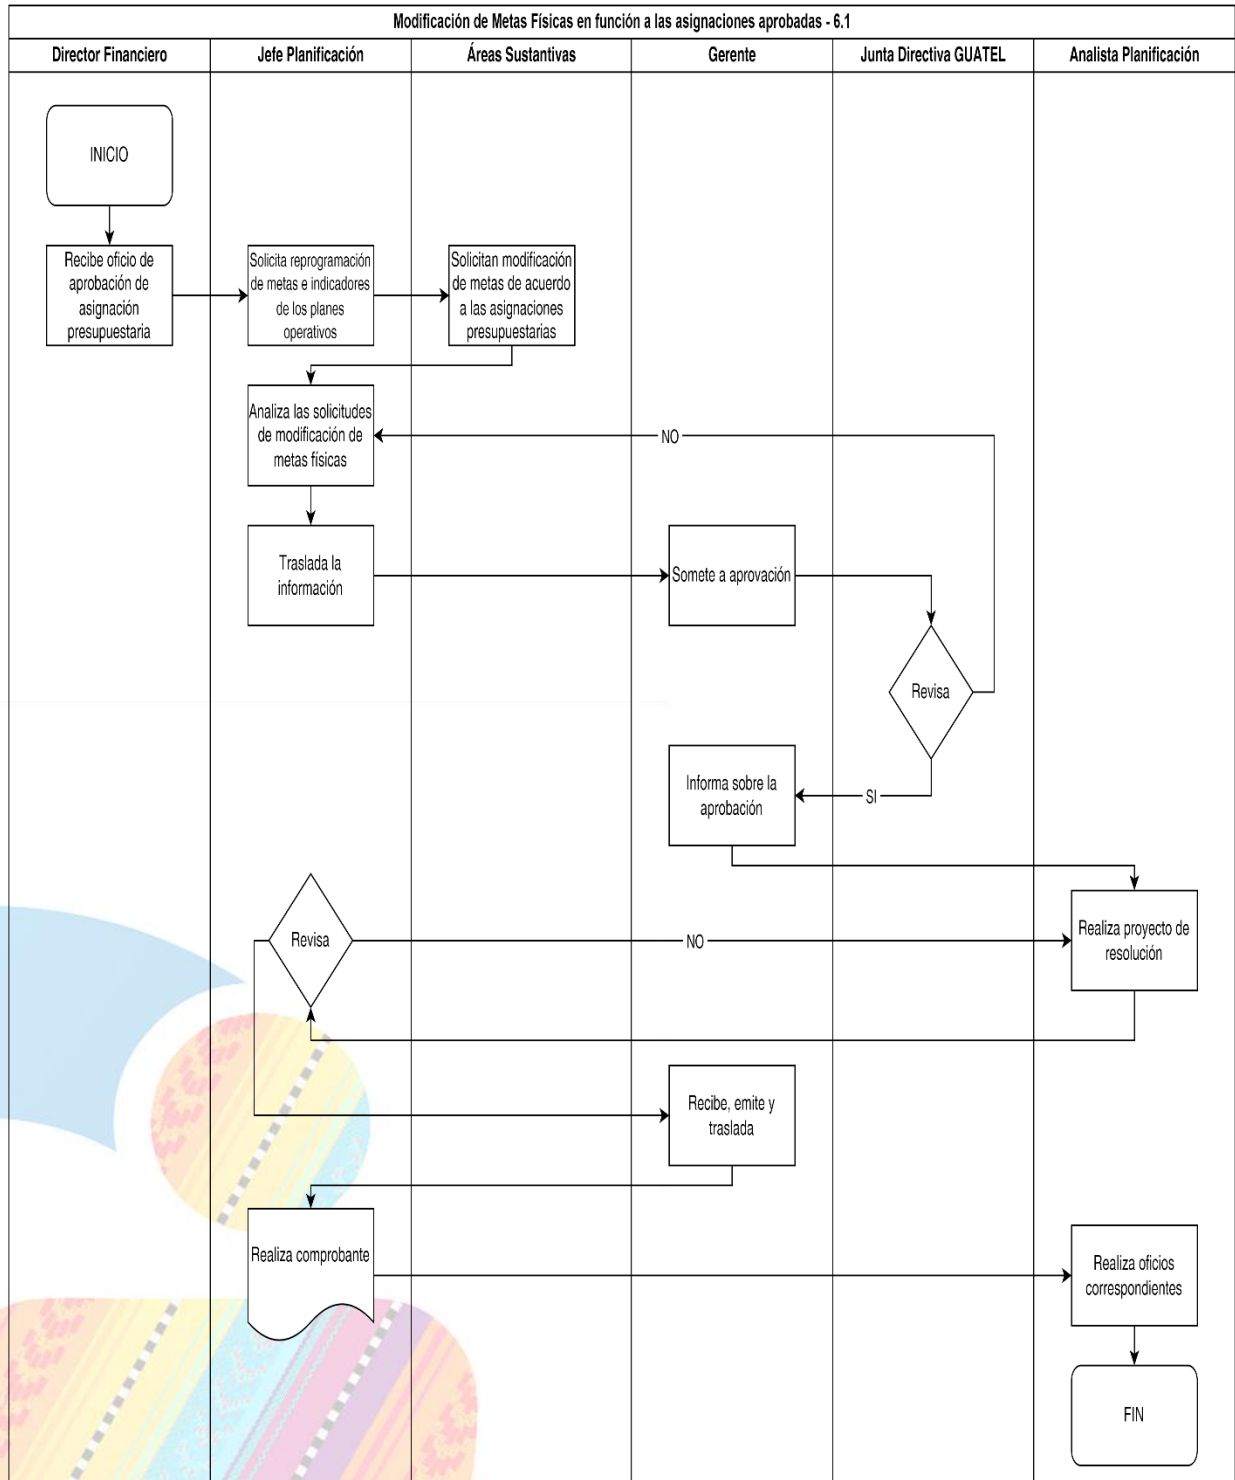 Modificación de Metas Físicas en función a las asignaciones aprobadas - 6.1
Director Financiero
Jefe Planificación
Áreas Sustantivas
Gerente
Junta Directiva GUATEL
Analista Planificación
INICIO
Recibe oficio de
aprobación de
asignación
presupuestaria
Solicita reprogramación
de metas e indicadores
de los planes
operativos
Solicitan modificación
de metas de acuerdo
a las asignaciones
presupuestarias
Analiza las solicitudes
de modificación de
metas físicas
NO
Traslada la
información
Somete a aprovación
Revisa
Informa sobre la
aprobación
SI
Revisa
NO
Realiza proyecto de
resolución
Recibe, emite y
traslada
Realiza comprobante
Realiza oficios
correspondientes
FIN